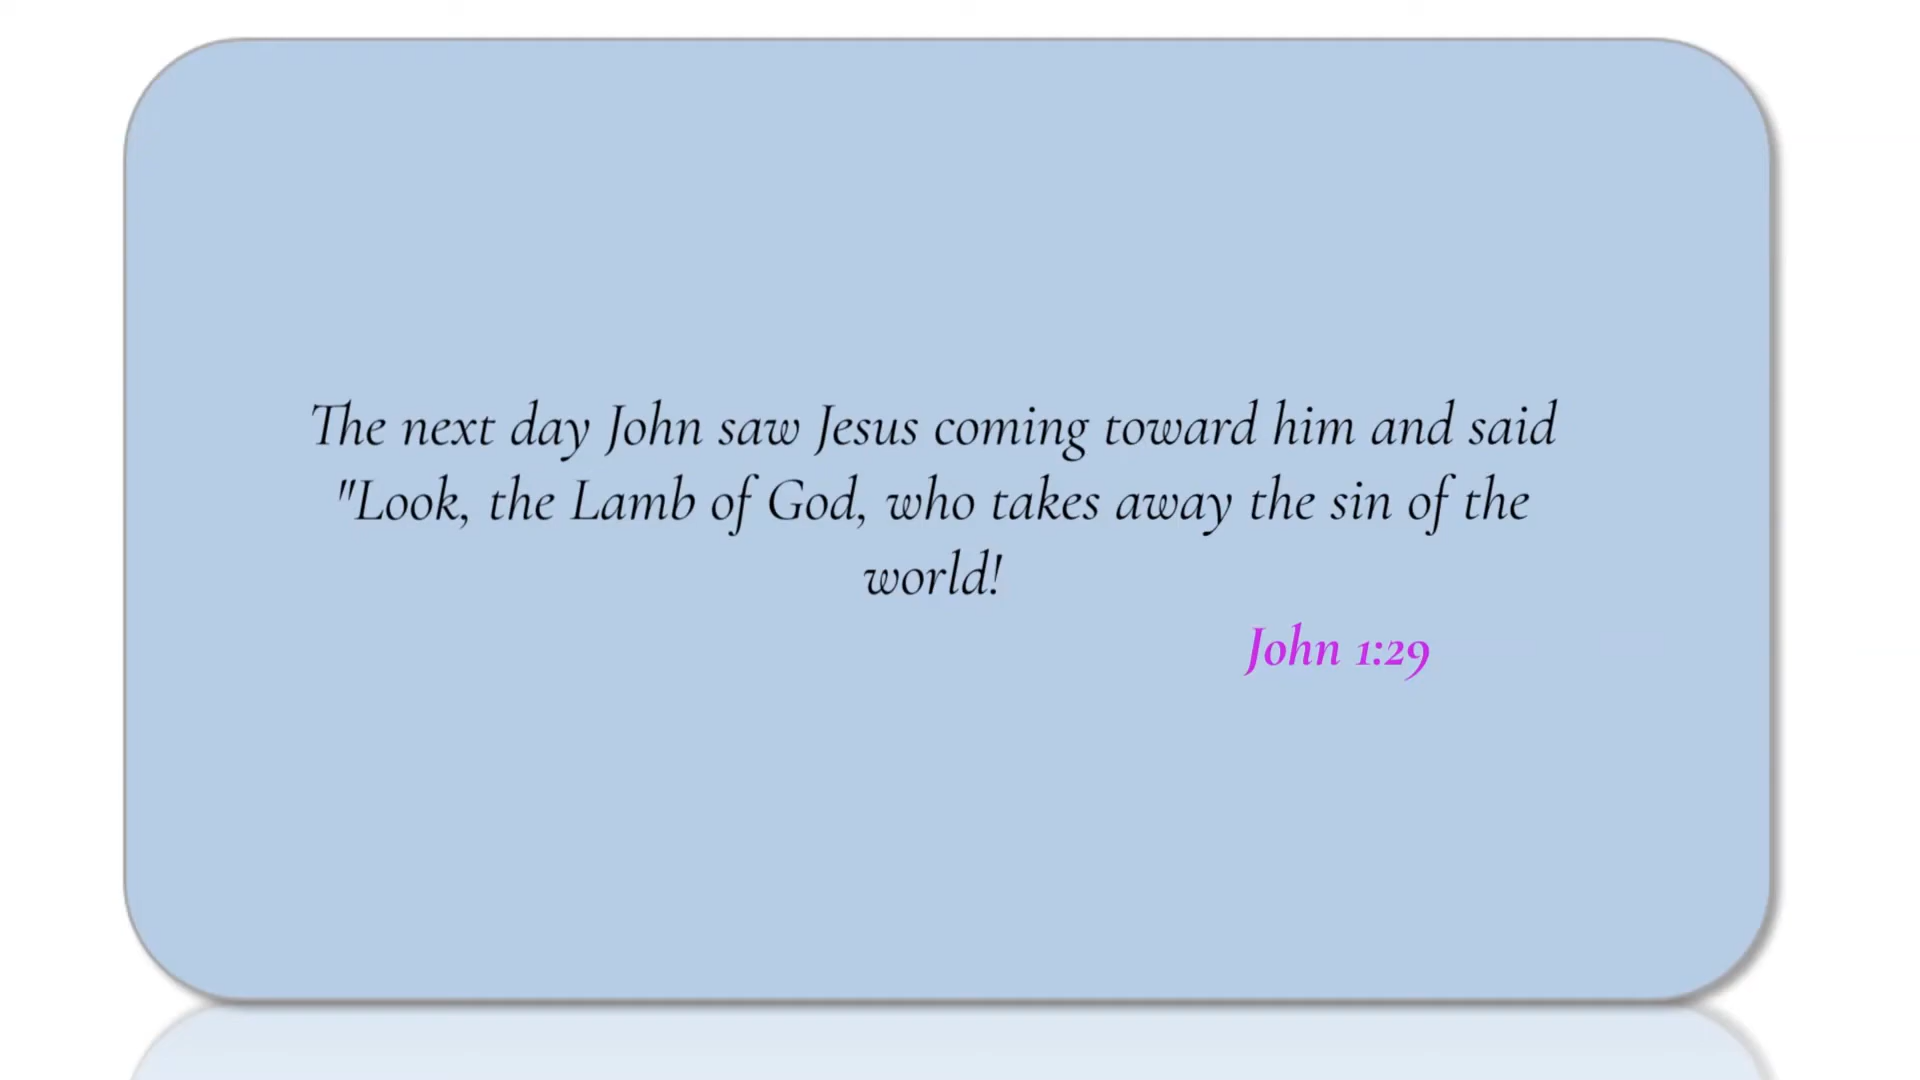 The next day John saw Jesus coming toward him and said
"Look, the Lamb of God, who takes away the sin of the
world!
John 1:29